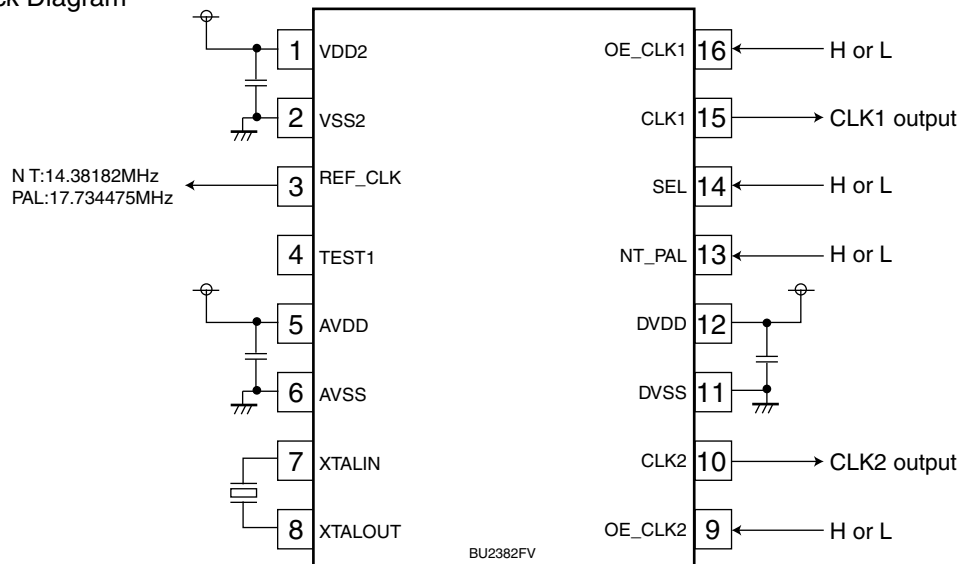 ck Diagram
1 VDD2
2 VSS2
N T:14.38182MHz
PAL:17.734475MHz
3 REF_CLK
4 TEST1
5 AVDD
6 AVSS
7 XTALIN
8 XTALOUT
OE_CLK1 16 H or L
CLK1 15 CLK1 output
SEL 14 H or L
NT_PAL 13 H or L
DVDD 12
DVSS 11
CLK2 10 CLK2 output
OE_CLK2 9 H or L
BU2382FV